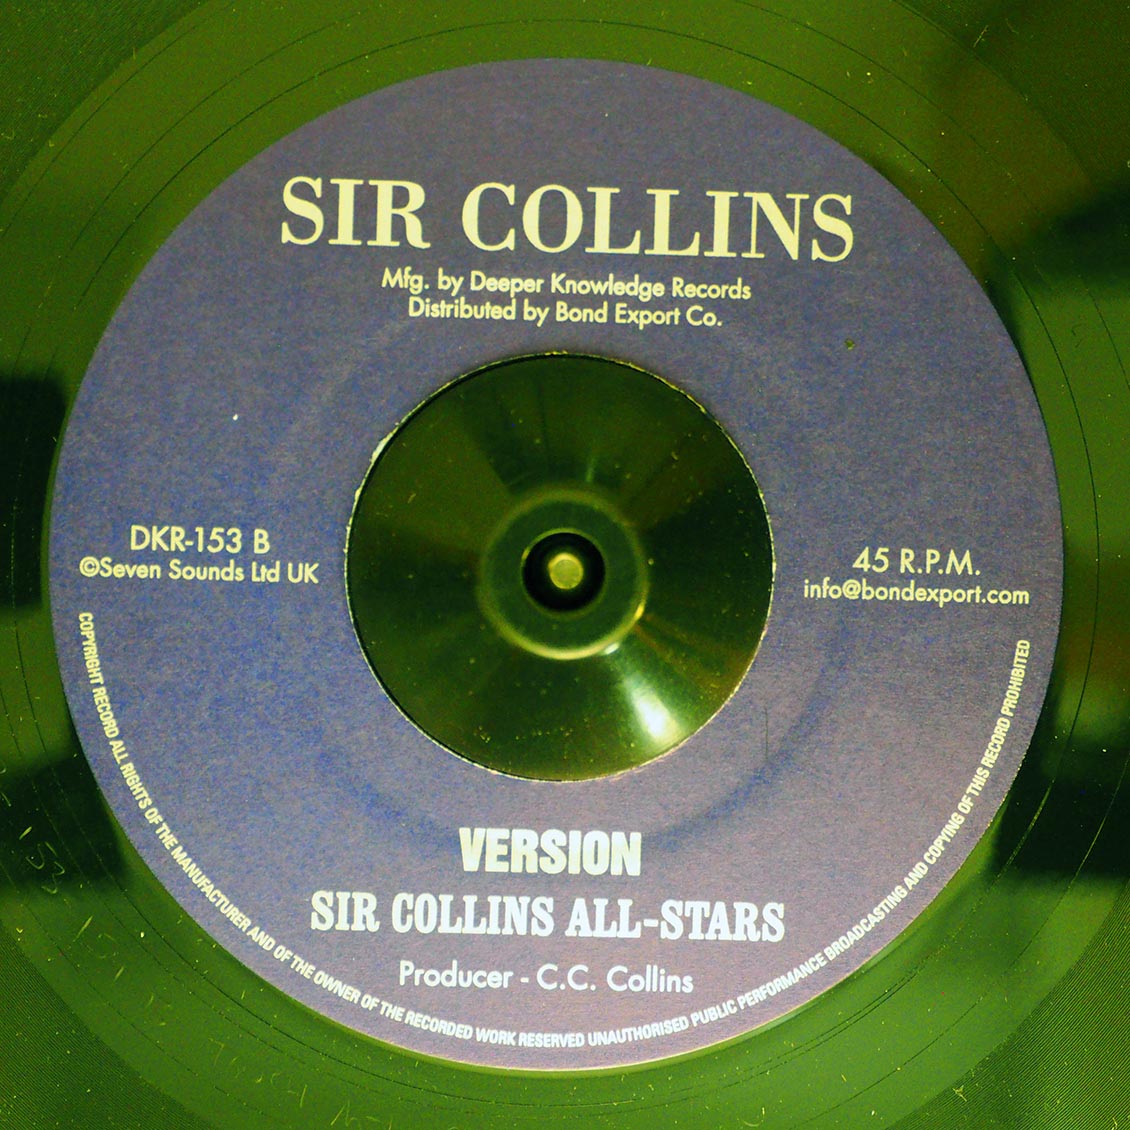 SIR COLLINS
Mfg. by Deeper Knowledge Records
Distributed by Bond Export Co.
DKR-153 B
©Seven Sounds Ltd UK
45 R.P.M.
info@bondexport.com
VERSION
SIR COLLINS ALL-STARS
Producer - C.C. Collins
COPYRIGHT RECORD ALL RIGHTS OF THE MANUFACTURER AND OF THE OWNER OF THE RECORDED WORK RESERVED UNAUTHORISED PUBLIC PERFORMANCE BROADCASTING AND COPYING OF THIS RECORD PROHIBITED